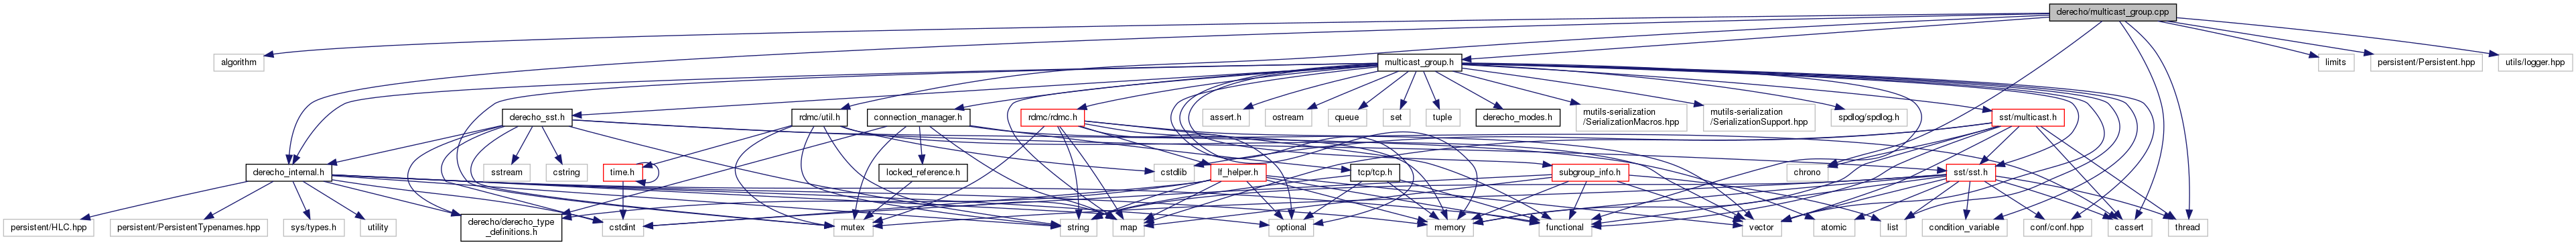 derecho/multicast_group.cpp
algorithm
multicast_group.h
limits
persistent/Persistent.hpp
utils/logger.hpp
derecho_sst.h
rdmc/util.h
connection_manager.h
rdmc/rdmc.h
assert.h
ostream
queue
set
tuple
derecho_modes.h
mutils-serialization
/SerializationMacros.hpp
mutils-serialization
/SerializationSupport.hpp
spdlog/spdlog.h
sst/multicast.h
derecho_internal.h
sstream
cstring
time.h
locked_reference.h
cstdlib
lf_helper.h
tcp/tcp.h
subgroup_info.h
chrono
sst/sst.h
persistent/HLC.hpp
persistent/PersistentTypenames.hpp
sys/types.h
utility
derecho/derecho_type
_definitions.h
cstdint
mutex
string
map
optional
memory
functional
vector
atomic
list
condition_variable
conf/conf.hpp
cassert
thread